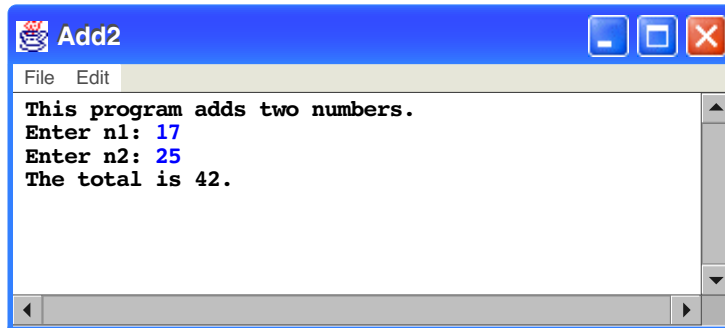 Add2
File Edit
This program adds two numbers.
Enter n1: 17
Enter n2: 25
The total is 42.